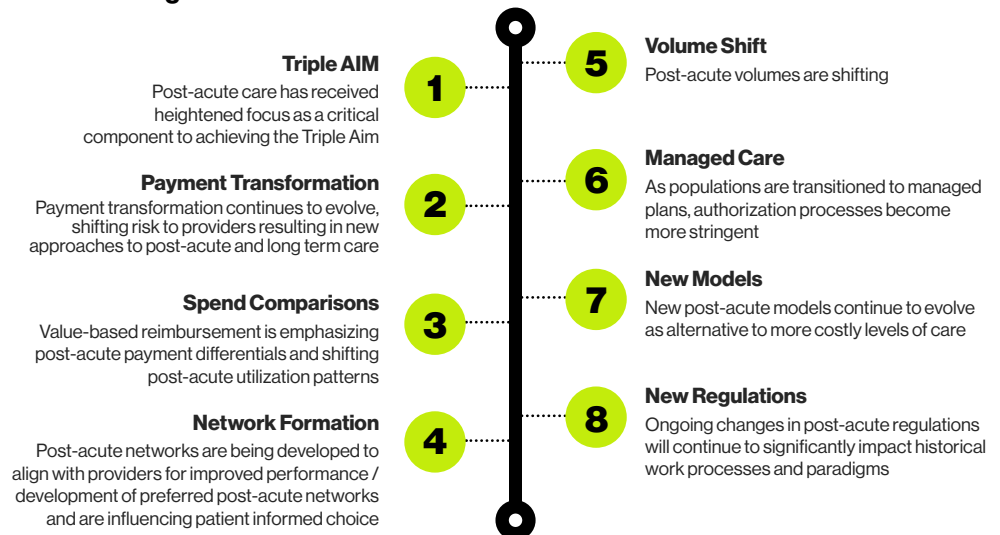 Triple AIM
Post-acute care has received
heightened focus as a critical
component to achieving the Triple Aim
1
Payment Transformation
Payment transformation continues to evolve,
shifting risk to providers resulting in new
approaches to post-acute and long term care
2
Spend Comparisons
Value-based reimbursement is emphasizing
post-acute payment differentials and shifting
post-acute utilization patterns
3
Network Formation
Post-acute networks are being developed to
align with providers for improved performance /
development of preferred post-acute networks
and are influencing patient informed choice
4
5
Volume Shift
Post-acute volumes are shifting
6
Managed Care
As populations are transitioned to managed
plans, authorization processes become
more stringent
7
New Models
New post-acute models continue to evolve
as alternative to more costly levels of care
8
New Regulations
Ongoing changes in post-acute regulations
will continue to significantly impact historical
work processes and paradigms